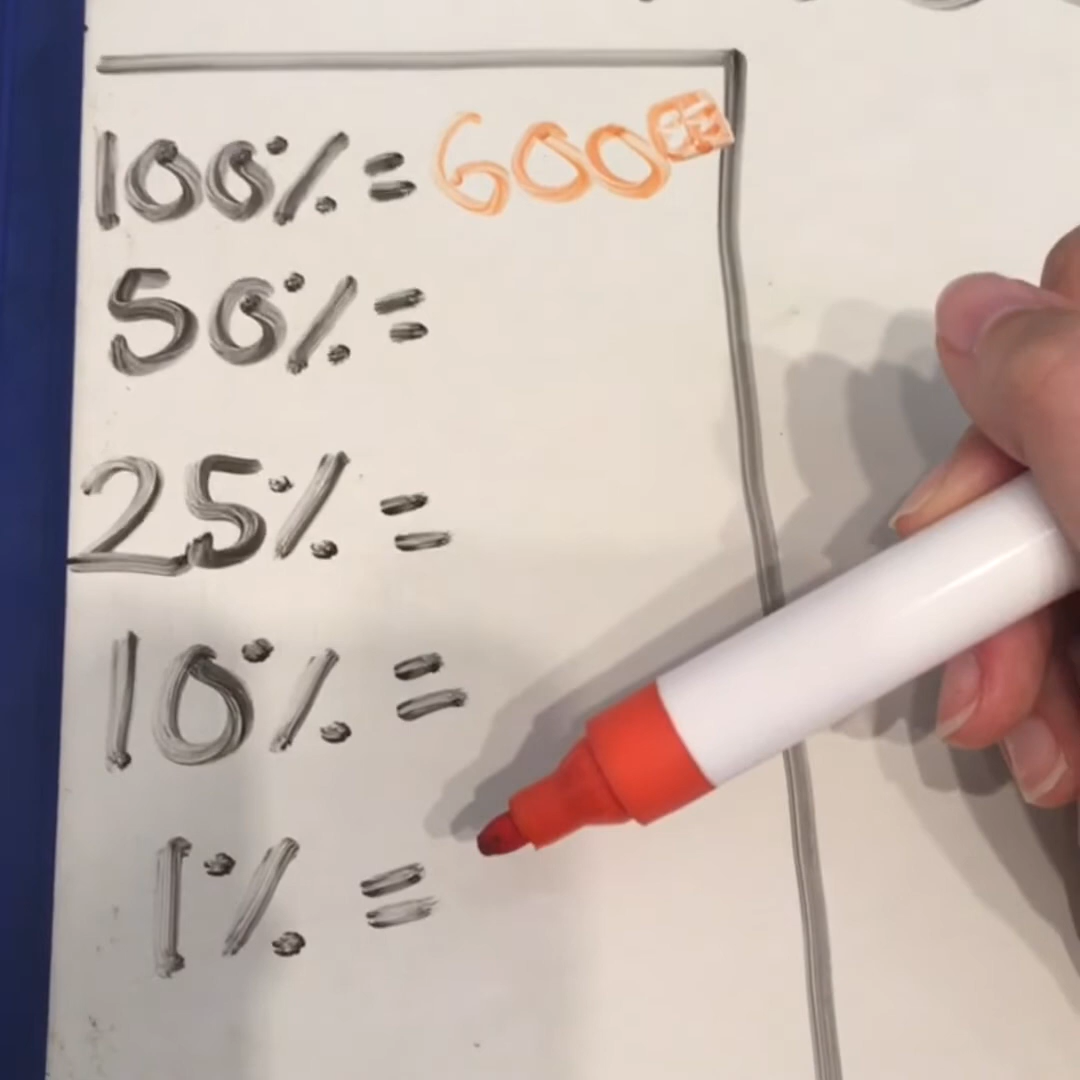 100% = 600
50% =
25% =
10% =
1% =